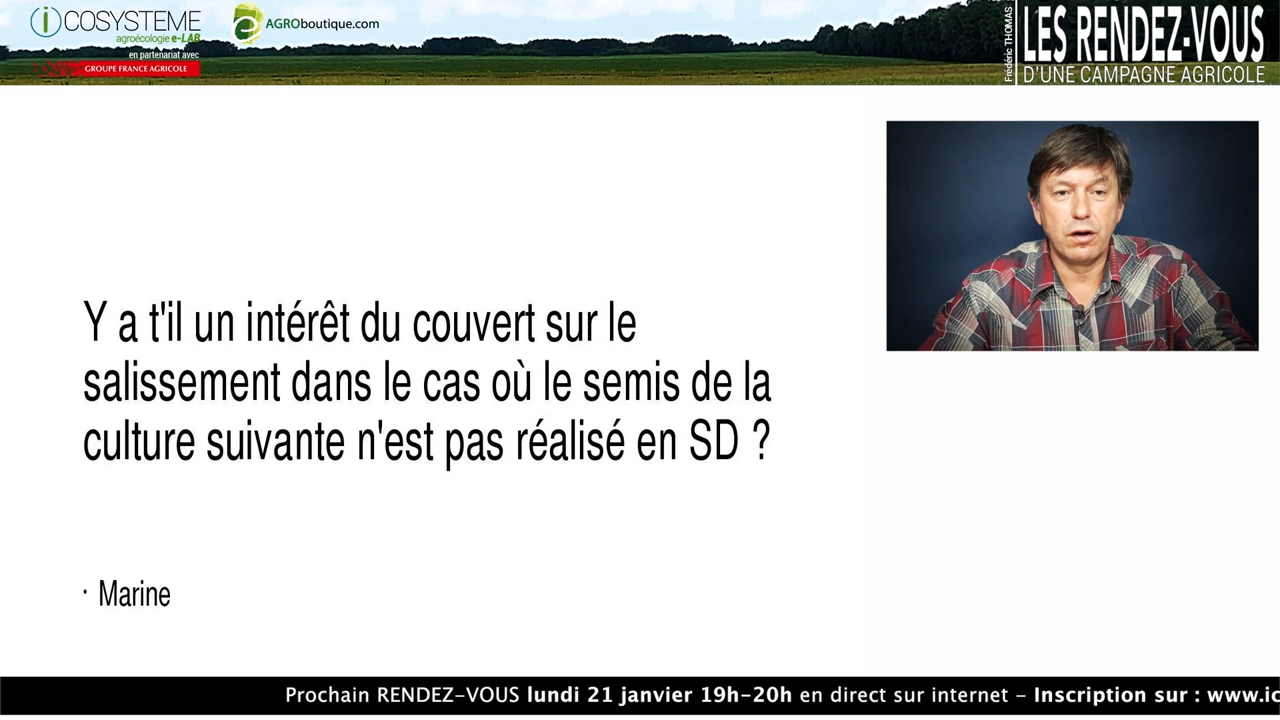 iCOSYSTEME
agroécologie e-LAB
en partenariat avec
GROUPE FRANCE AGRICOLE
e AGROboutique.com
Frédéric THOMAS
LES RENDEZ-VOUS
D'UNE CAMPAGNE AGRICOLE
Y a t'il un intérêt du couvert sur le
salissement dans le cas où le semis de la
culture suivante n'est pas réalisé en SD ?
· Marine
Prochain RENDEZ-VOUS lundi 21 janvier 19h-20h en direct sur internet - Inscription sur : www.ic